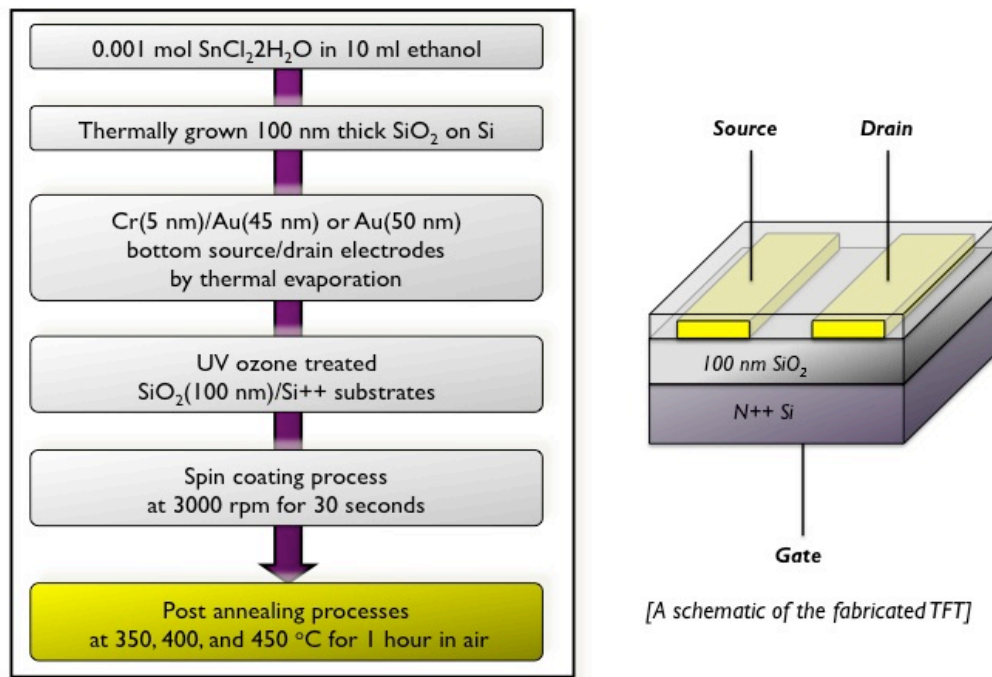 0.001 mol SnCl₂2H₂O in 10 ml ethanol
Thermally grown 100 nm thick SiO₂ on Si
Cr(5 nm)/Au(45 nm) or Au(50 nm)
bottom source/drain electrodes
by thermal evaporation
UV ozone treated
SiO₂(100 nm)/Si++ substrates
Spin coating process
at 3000 rpm for 30 seconds
Post annealing processes
at 350, 400, and 450 °C for 1 hour in air
Source
Drain
100 nm SiO₂
N++ Si
Gate
[A schematic of the fabricated TFT]